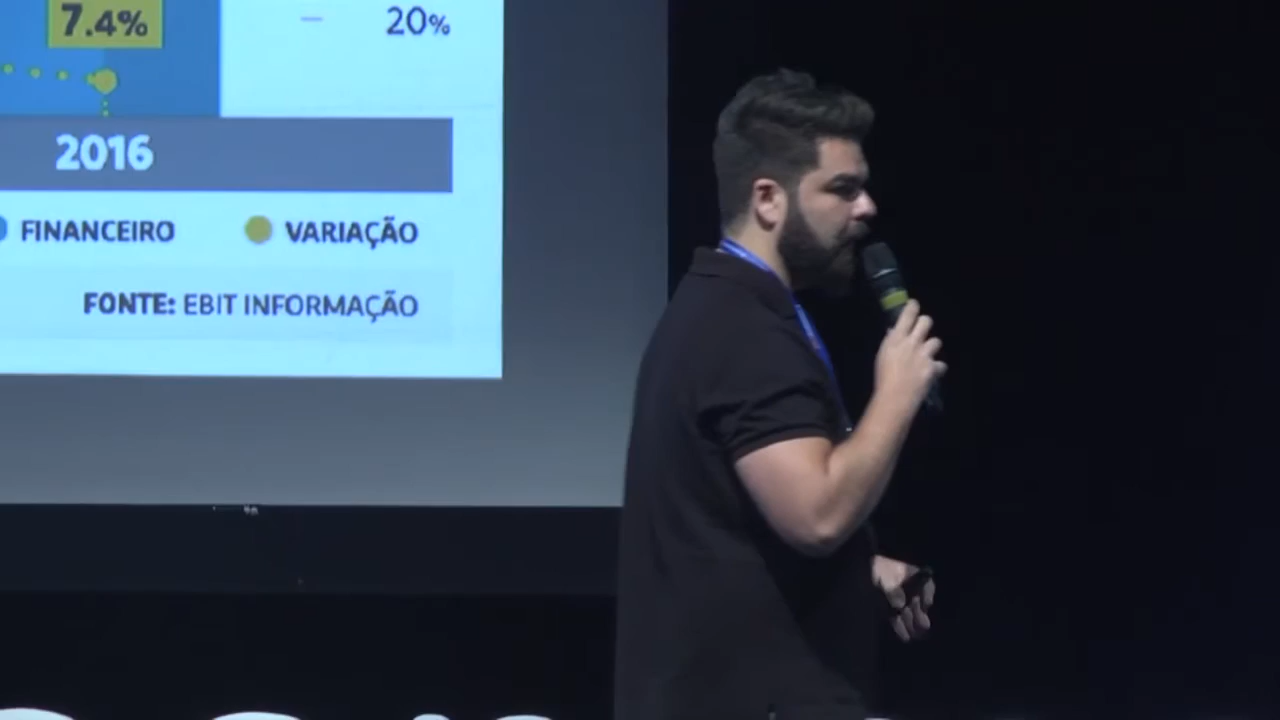 7.4%
20%
2016
FINANCEIRO VARIAÇÃO
FONTE: EBIT INFORMAÇÃO